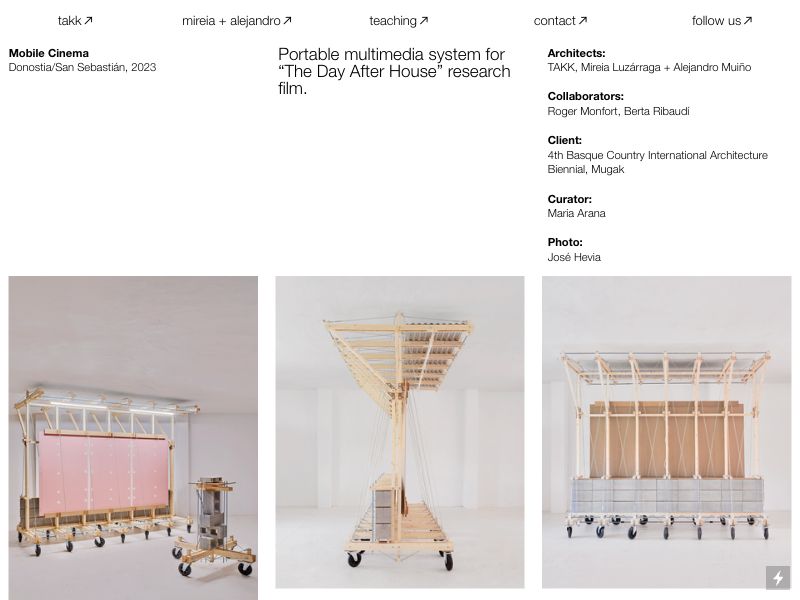 takk↗
mireia + alejandro↗
teaching↗
contact↗
follow us↗
Mobile Cinema
Donostia/San Sebastián, 2023
Portable multimedia system for
“The Day After House” research
film.
Architects:
TAKK, Mireia Luzárraga + Alejandro Muiño
Collaborators:
Roger Monfort, Berta Ribaudi
Client:
4th Basque Country International Architecture
Biennial, Mugak
Curator:
Maria Arana
Photo:
José Hevia